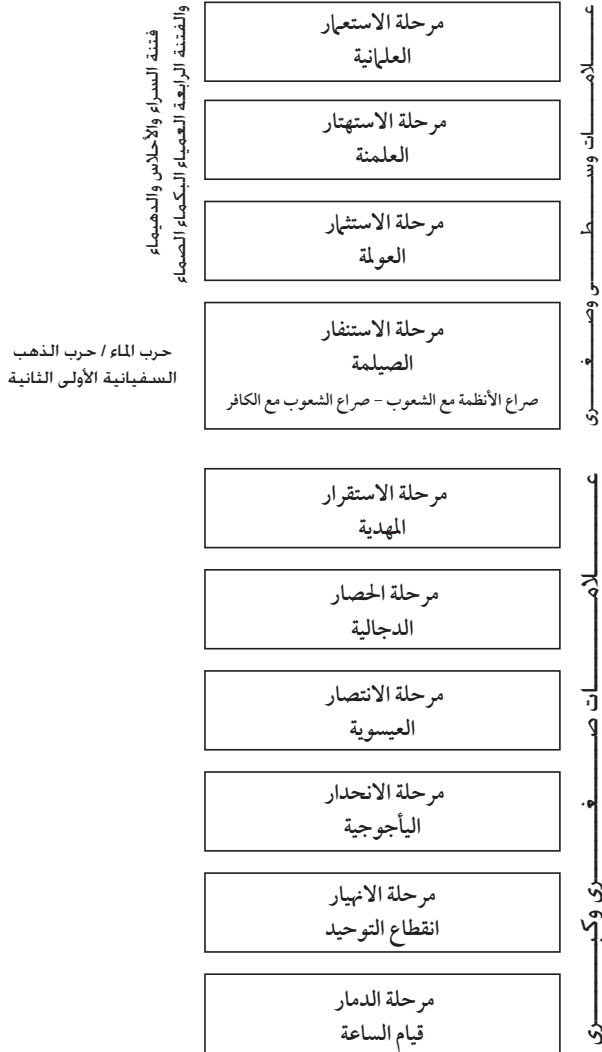 علامات وسطى وصغرى
مرحلة الاستعمار
العلمانية
مرحلة الاستهتار
العلمنة
مرحلة الاستثمار
العولمة
فتنة السراء والأحلاس والدهيماء
والفتنة الرابعة العمياء البكماء الصماء
مرحلة الاستنفار
الصيلمة
صراع الأنظمة مع الشعوب – صراع الشعوب مع الكافر
حرب الماء / حرب الذهب
السفيانية الأولى الثانية
علامات صغرى وكبرى
مرحلة الاستقرار
المهدية
مرحلة الحصار
الدجالية
مرحلة الانتصار
العيسوية
مرحلة الانحدار
اليأجوجية
مرحلة الانهيار
انقطاع التوحيد
مرحلة الدمار
قيام الساعة